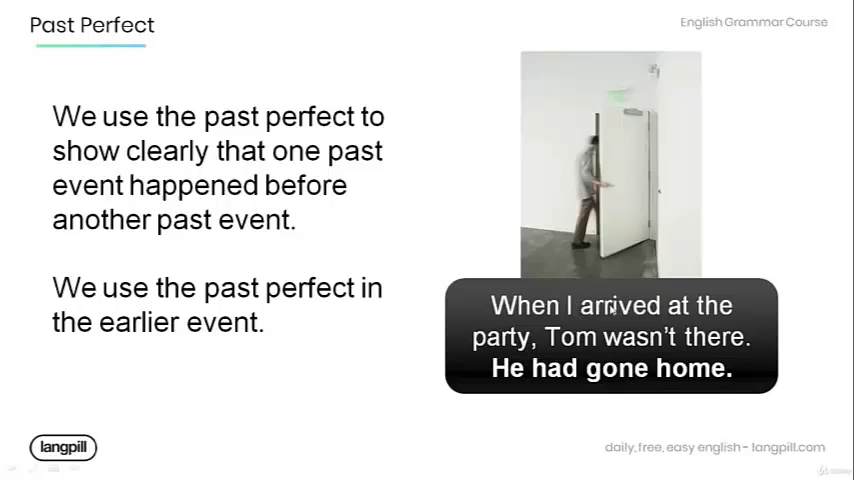 Past Perfect
English Grammar Course
We use the past perfect to
show clearly that one past
event happened before
another past event.
We use the past perfect in
the earlier event.
When I arrived at the
party, Tom wasn't there.
He had gone home.
langpill
daily, free, easy english - langpill.com